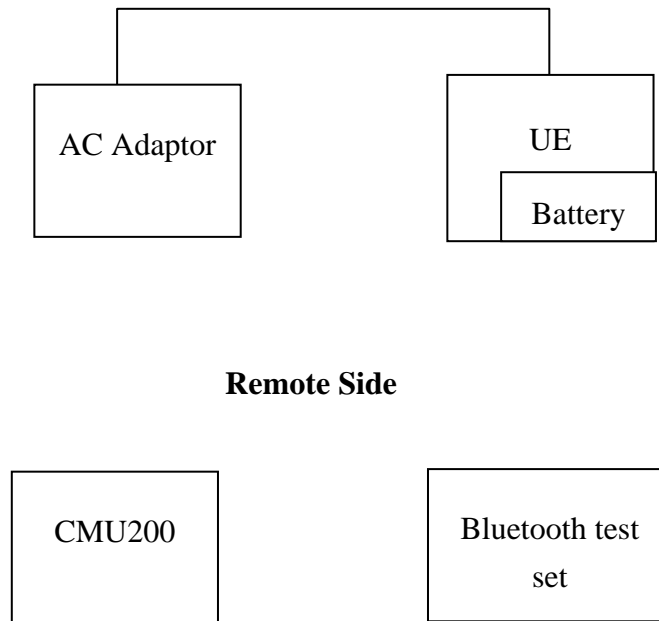 AC Adaptor
UE
Battery
Remote Side
CMU200
Bluetooth test
set